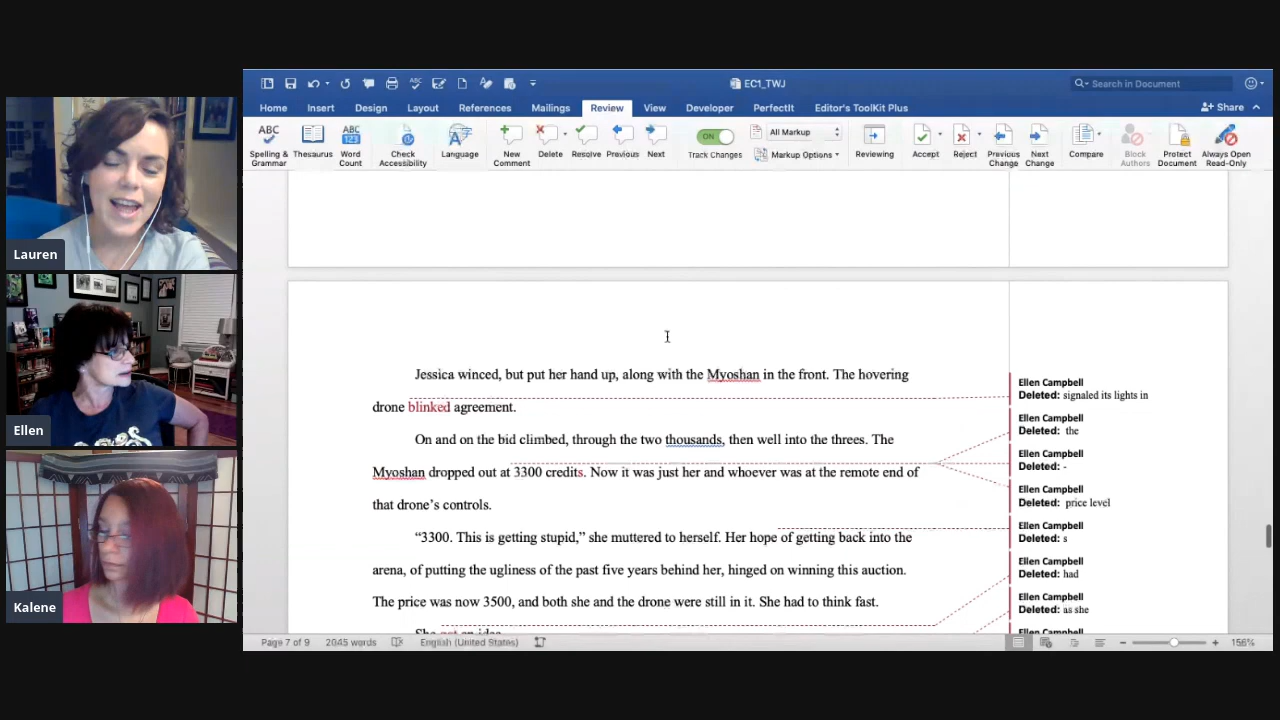 EC1_TWJ
Search in Document
Home Insert Design Layout References Mailings Review View Developer PerfectIt Editor's ToolKit Plus
Share
ABC
ABC
123
ON
All Markup
Spelling & Grammar
Thesaurus
Word Count
Check Accessibility
Language
New Comment
Delete
Resolve
Previous
Next
Track Changes
Markup Options
Reviewing
Accept
Reject
Previous Change
Next Change
Compare
Block Authors
Protect Document
Always Open Read-Only
Lauren
Ellen
Kalene
Jessica winced, but put her hand up, along with the Myoshan in the front. The hovering
drone blinked agreement.
On and on the bid climbed, through the two thousands, then well into the threes. The
Myoshan dropped out at 3300 credits. Now it was just her and whoever was at the remote end of
that drone's controls.
“3300. This is getting stupid,” she muttered to herself. Her hope of getting back into the
arena, of putting the ugliness of the past five years behind her, hinged on winning this auction.
The price was now 3500, and both she and the drone were still in it. She had to think fast.
She got an idea.
Ellen Campbell
Deleted: signaled its lights in
Ellen Campbell
Deleted: the
Ellen Campbell
Deleted: -
Ellen Campbell
Deleted: price level
Ellen Campbell
Deleted: s
Ellen Campbell
Deleted: had
Ellen Campbell
Deleted: as she
Ellen Campbell
Page 7 of 9 2045 words English (United States) 156%